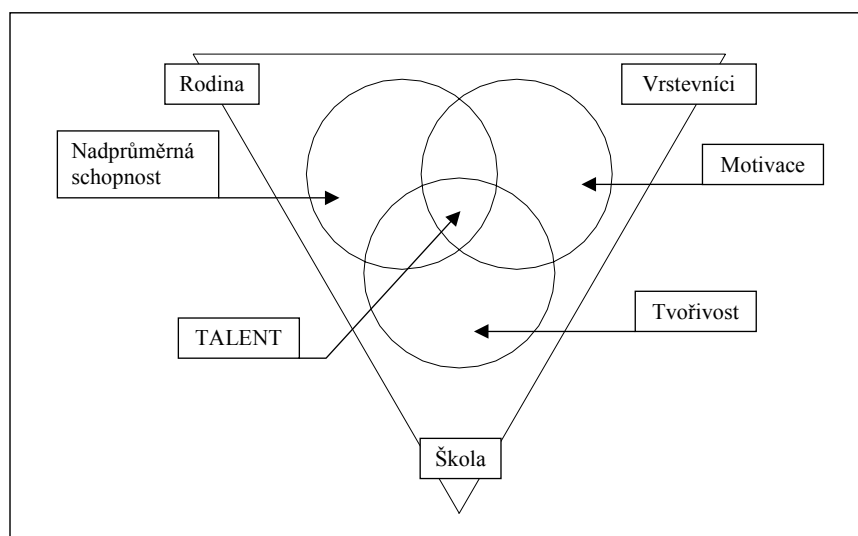 Rodina
Vrstevníci
Nadprůměrná
schopnost
Motivace
TALENT
Tvořivost
Škola